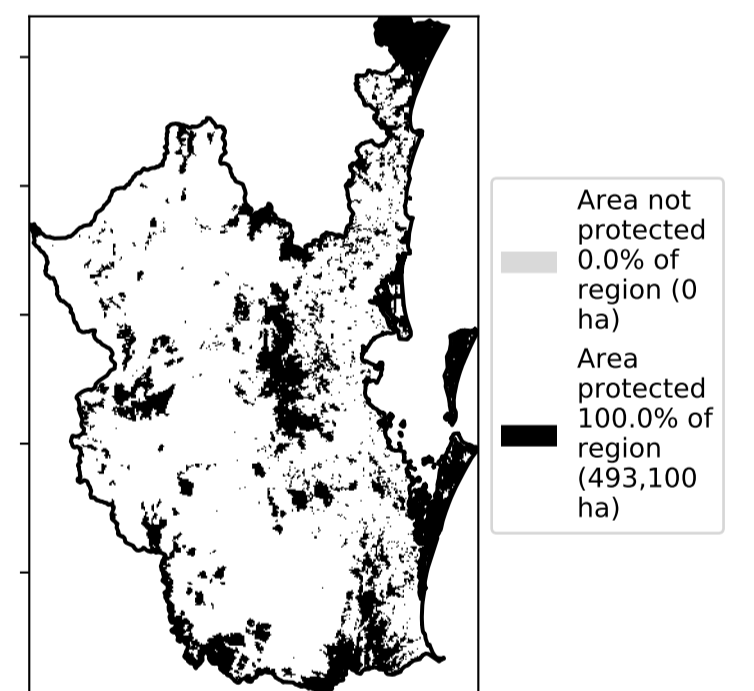 Area not
protected
0.0% of
region (0
ha)
Area
protected
100.0% of
region
(493,100
ha)